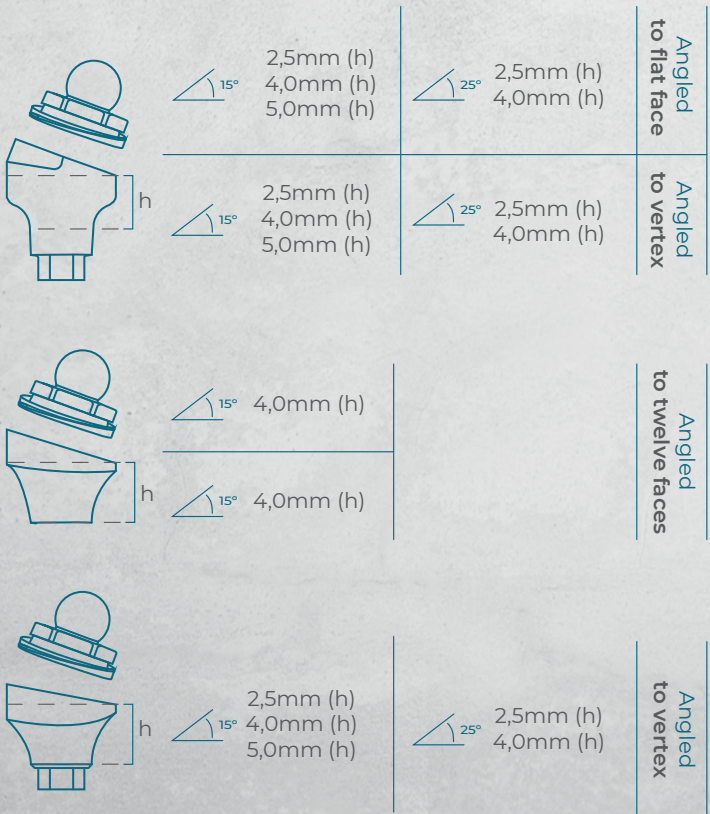 15°
2,5mm (h)
4,0mm (h)
5,0mm (h)
25°
2,5mm (h)
4,0mm (h)
Angled
to flat face
h
15°
2,5mm (h)
4,0mm (h)
5,0mm (h)
25°
2,5mm (h)
4,0mm (h)
Angled
to vertex
15°
4,0mm (h)
h
15°
4,0mm (h)
Angled
to twelve faces
h
15°
2,5mm (h)
4,0mm (h)
5,0mm (h)
25°
2,5mm (h)
4,0mm (h)
Angled
to vertex